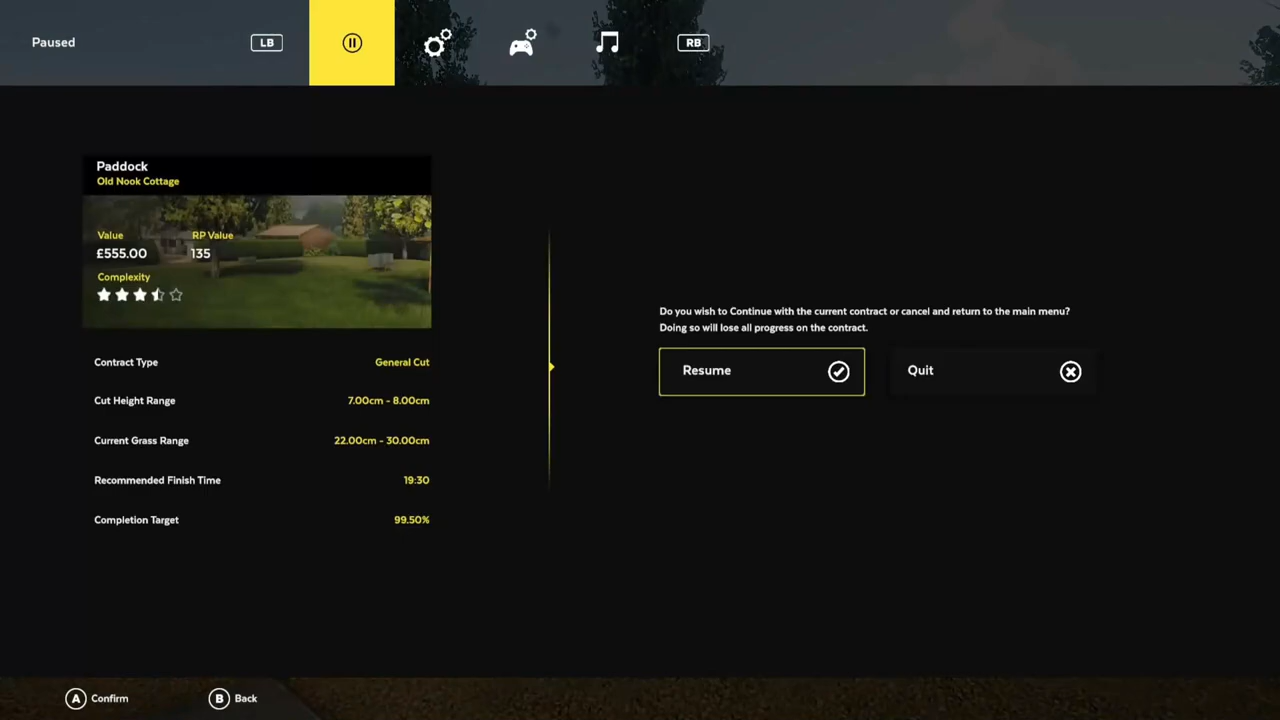 Paused
LB
RB
Paddock
Old Nook Cottage
Value
RP Value
£555.00
135
Complexity
Contract Type
General Cut
Cut Height Range
7.00cm - 8.00cm
Current Grass Range
22.00cm - 30.00cm
Recommended Finish Time
19:30
Completion Target
99.50%
Do you wish to Continue with the current contract or cancel and return to the main menu?
Doing so will lose all progress on the contract.
Resume
Quit
A Confirm
B Back